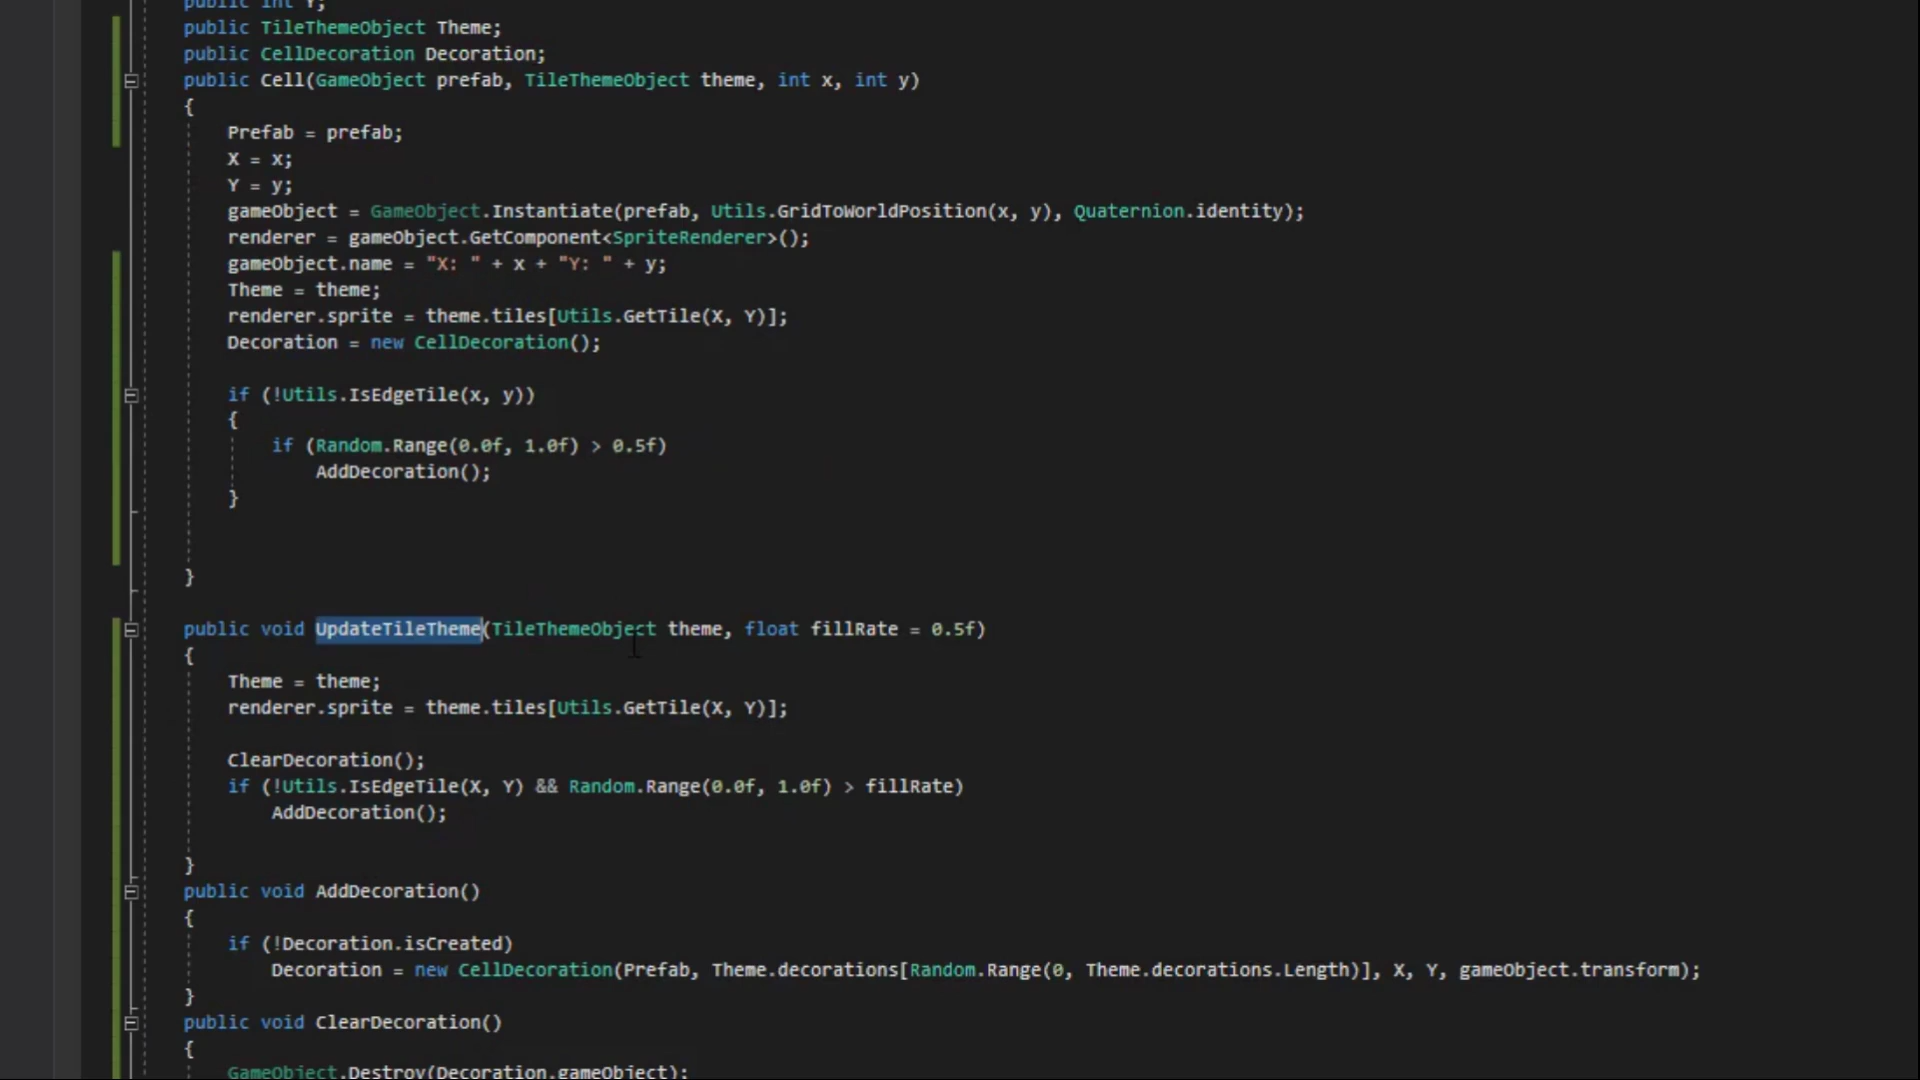 public int Y;
public TileThemeObject Theme;
public CellDecoration Decoration;
public Cell(GameObject prefab, TileThemeObject theme, int x, int y)
{
Prefab = prefab;
X = x;
Y = y;
gameObject = GameObject.Instantiate(prefab, Utils.GridToWorldPosition(x, y), Quaternion.identity);
renderer = gameObject.GetComponent<SpriteRenderer>();
gameObject.name = "X: " + x + "Y: " + y;
Theme = theme;
renderer.sprite = theme.tiles[Utils.GetTile(X, Y)];
Decoration = new CellDecoration();
if (!Utils.IsEdgeTile(x, y))
{
if (Random.Range(0.0f, 1.0f) > 0.5f)
AddDecoration();
}
}
public void UpdateTileTheme(TileThemeObject theme, float fillRate = 0.5f)
{
Theme = theme;
renderer.sprite = theme.tiles[Utils.GetTile(X, Y)];
ClearDecoration();
if (!Utils.IsEdgeTile(X, Y) && Random.Range(0.0f, 1.0f) > fillRate)
AddDecoration();
}
public void AddDecoration()
{
if (!Decoration.isCreated)
Decoration = new CellDecoration(Prefab, Theme.decorations[Random.Range(0, Theme.decorations.Length)], X, Y, gameObject.transform);
}
public void ClearDecoration()
{
GameObject.Destroy(Decoration.gameObject);